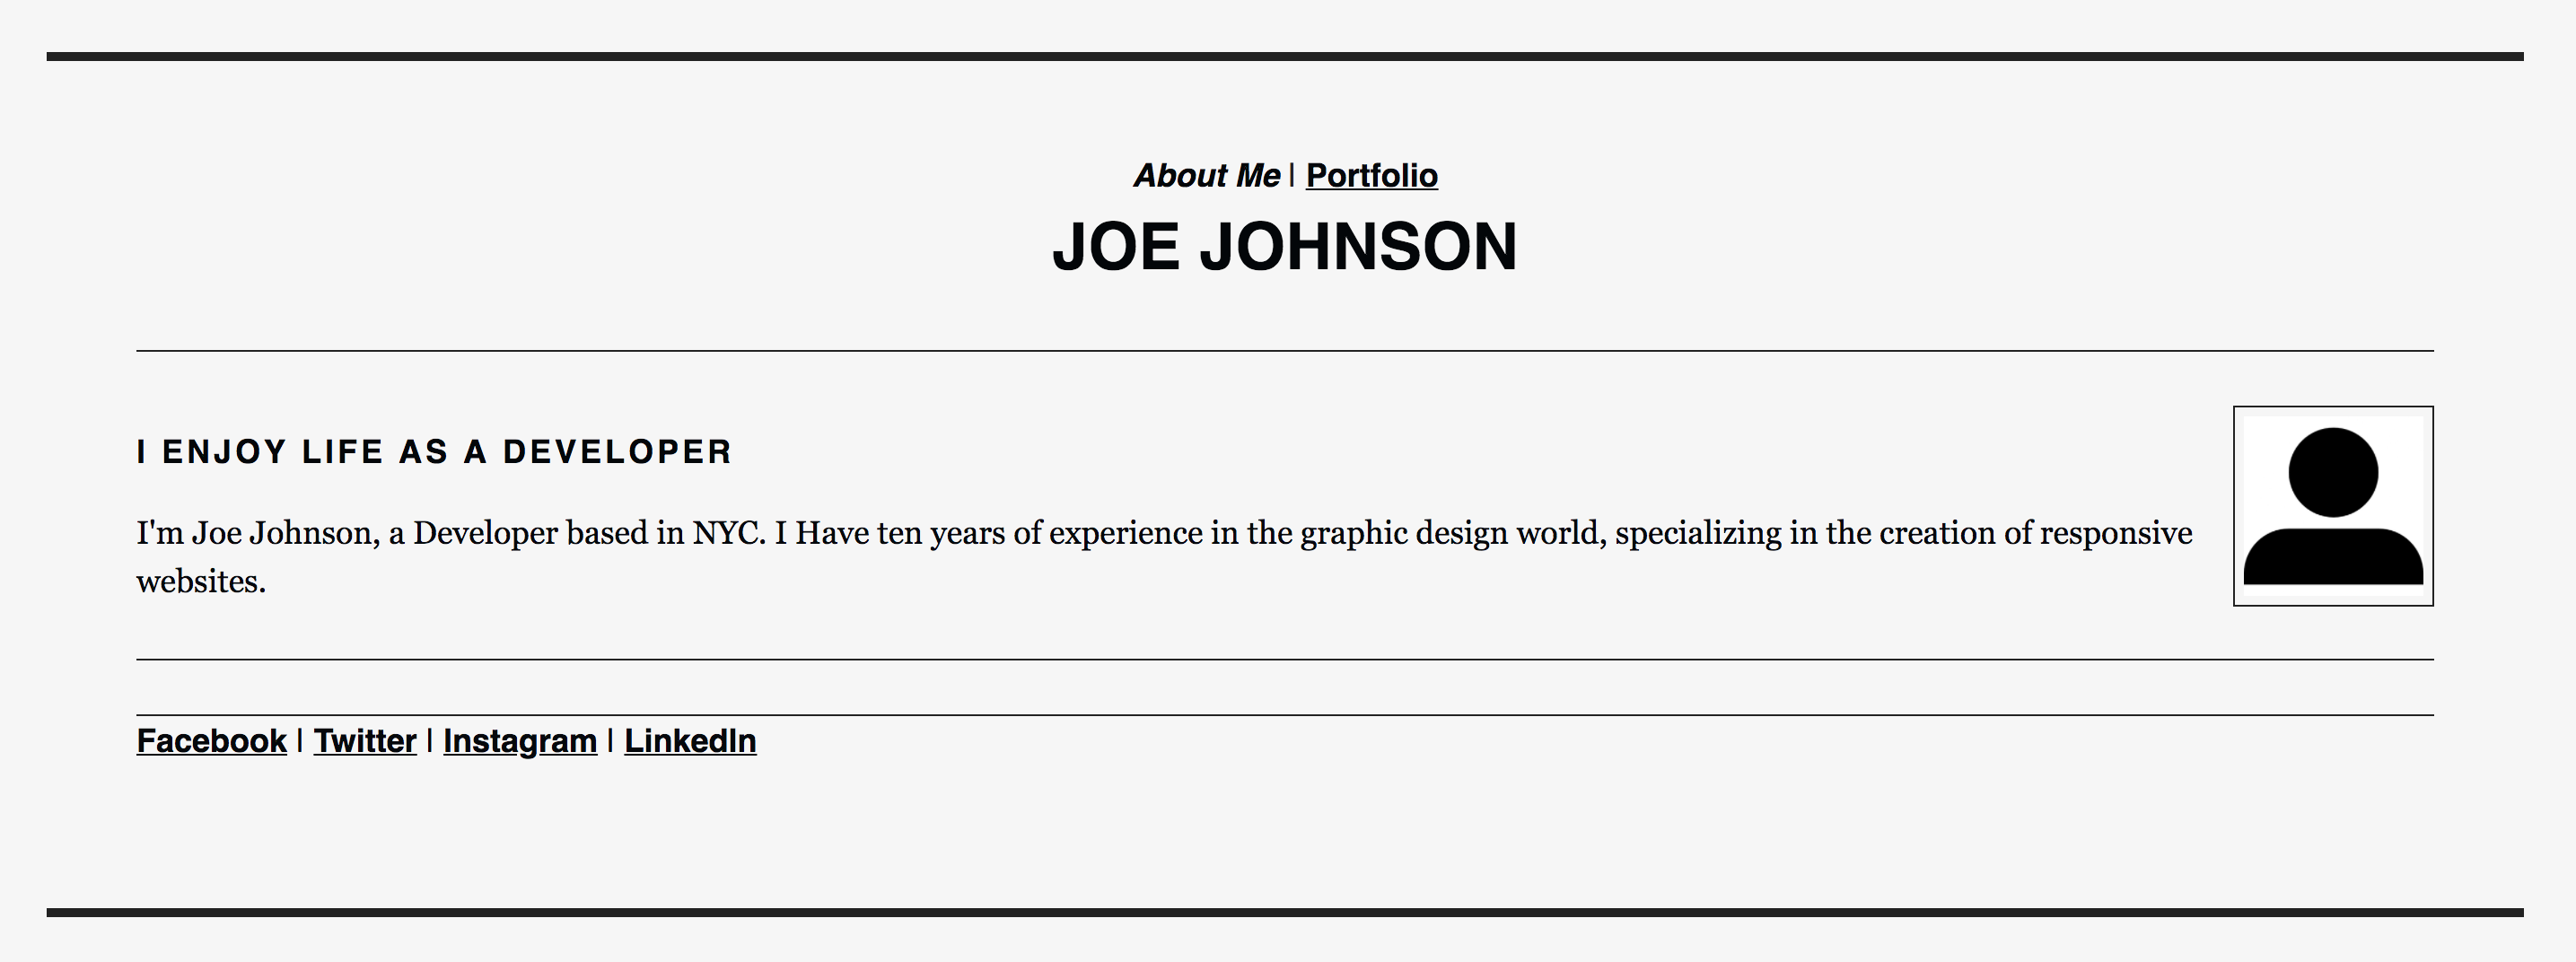 About Me | Portfolio
JOE JOHNSON
I ENJOY LIFE AS A DEVELOPER
I'm Joe Johnson, a Developer based in NYC. I Have ten years of experience in the graphic design world, specializing in the creation of responsive
websites.
Facebook | Twitter | Instagram | LinkedIn